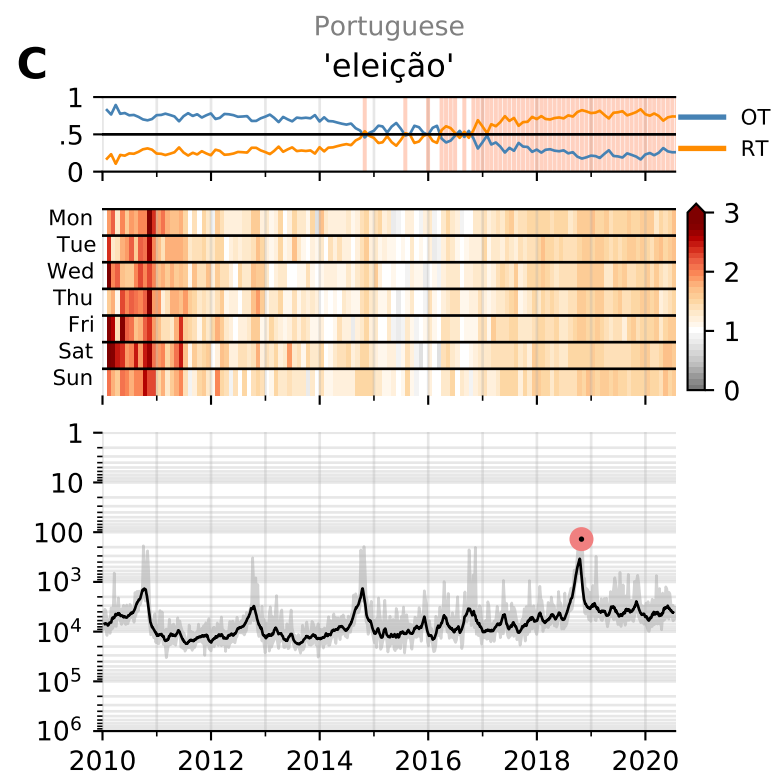 Portuguese
C
'eleição'
1
.5
0
OT
RT
Mon
Tue
Wed
Thu
Fri
Sat
Sun
3
2
1
0
1
10
100
10³
10⁴
10⁵
10⁶
2010 2012 2014 2016 2018 2020